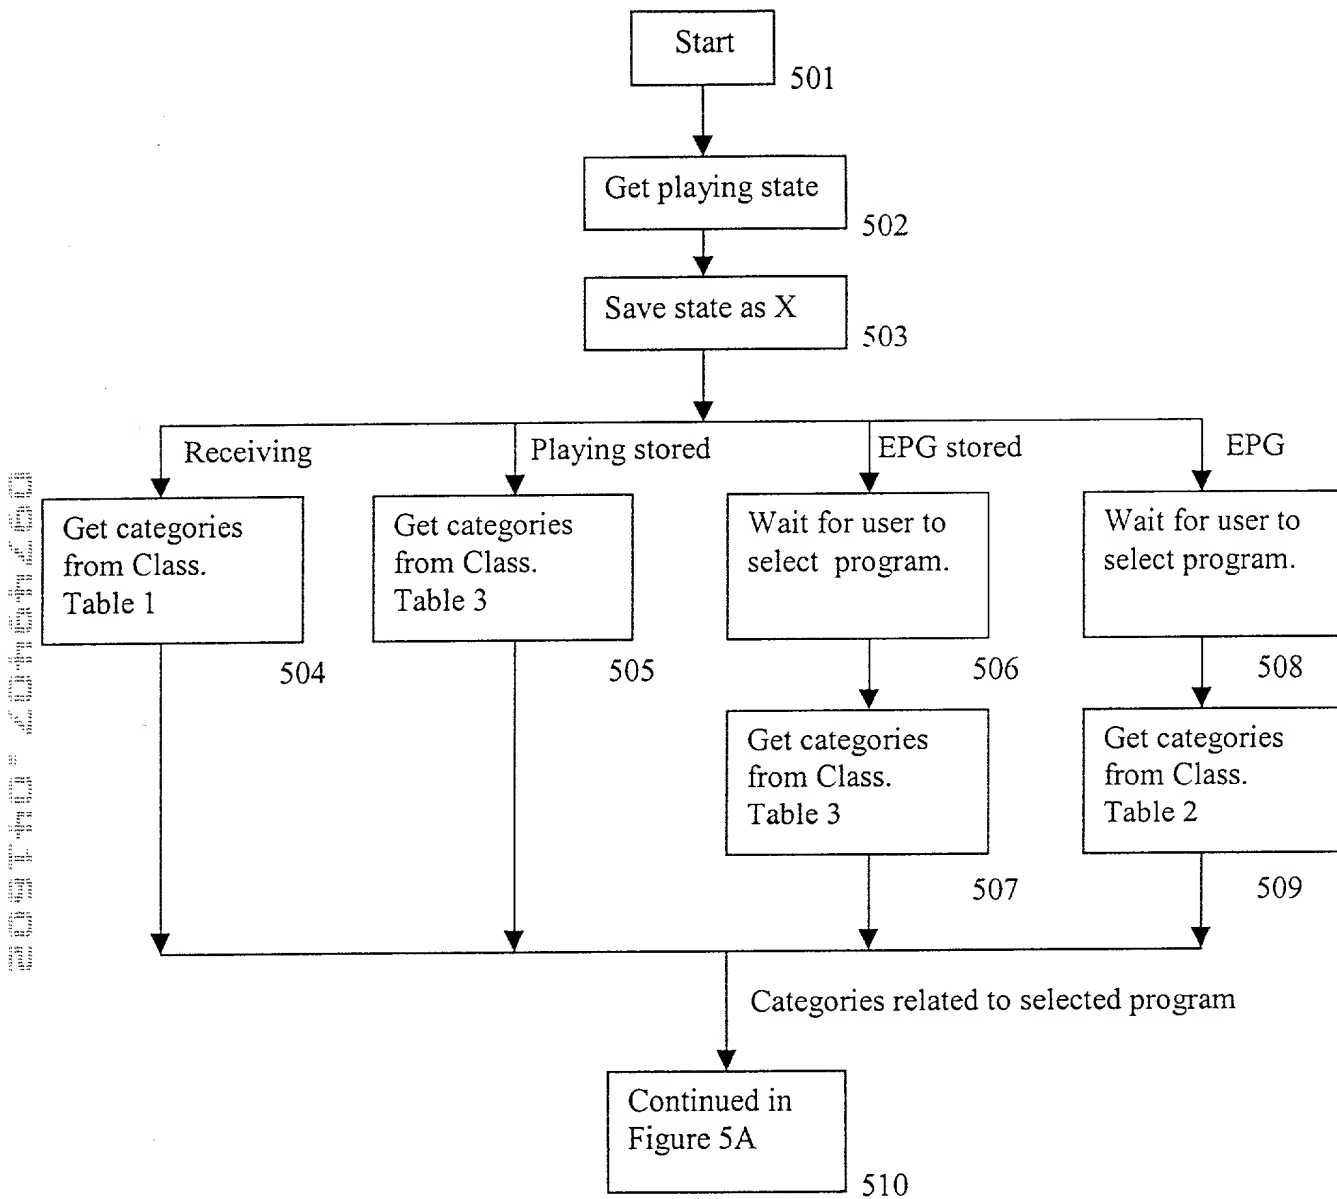 Start
501
Get playing state
502
Save state as X
503
Receiving
Playing stored
EPG stored
EPG
Get categories
from Class.
Table 1
504
Get categories
from Class.
Table 3
505
Wait for user to
select program.
506
Wait for user to
select program.
508
Get categories
from Class.
Table 3
507
Get categories
from Class.
Table 2
509
Categories related to selected program
Continued in
Figure 5A
510